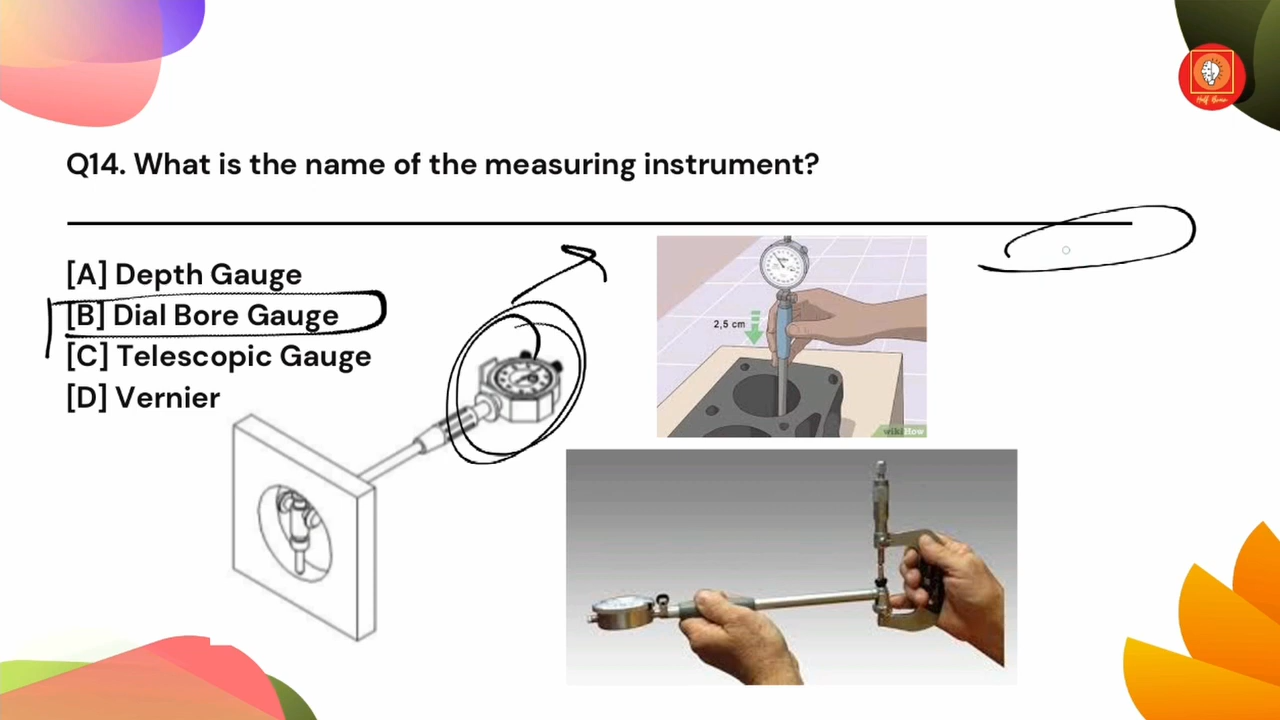 Q14. What is the name of the measuring instrument?
[A] Depth Gauge
[B] Dial Bore Gauge
[C] Telescopic Gauge
[D] Vernier
2,5 cm
wikiHow